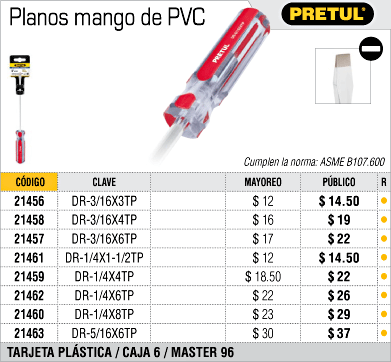 Planos mango de PVC
PRETUL®
PRETUL
Cumplen la norma: ASME B107.600
CÓDIGO CLAVE MAYOREO PÚBLICO R
21456 DR-3/16X3TP $ 12 $ 14.50
21458 DR-3/16X4TP $ 16 $ 19
21457 DR-3/16X6TP $ 17 $ 22
21461 DR-1/4X1-1/2TP $ 12 $ 14.50
21459 DR-1/4X4TP $ 18.50 $ 22
21462 DR-1/4X6TP $ 22 $ 26
21460 DR-1/4X8TP $ 23 $ 29
21463 DR-5/16X6TP $ 30 $ 37
TARJETA PLÁSTICA / CAJA 6 / MASTER 96